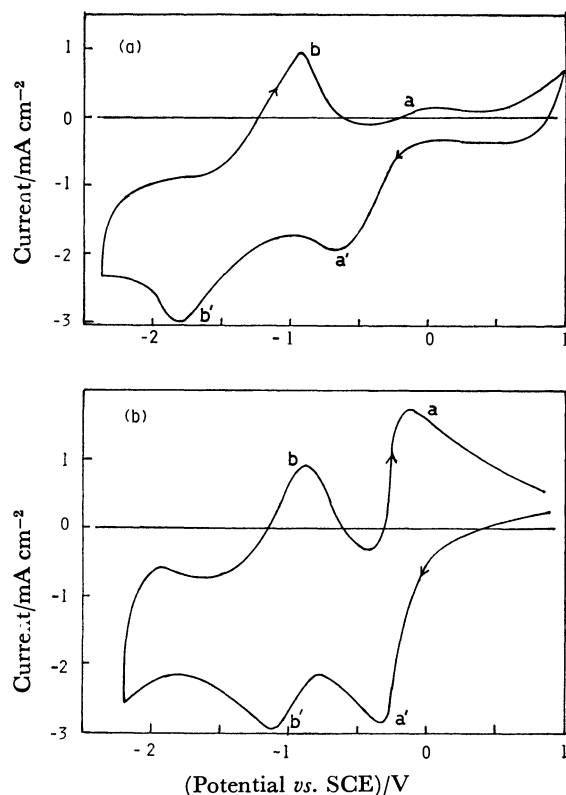 (a)
1
0
-1
-2
-3
Current/mA cm⁻²
b
a
a'
b'
-2
-1
0
1
(b)
1
0
-1
-2
-3
Current/mA cm⁻²
b
a
b'
a'
-2
-1
0
1
(Potential vs. SCE)/V